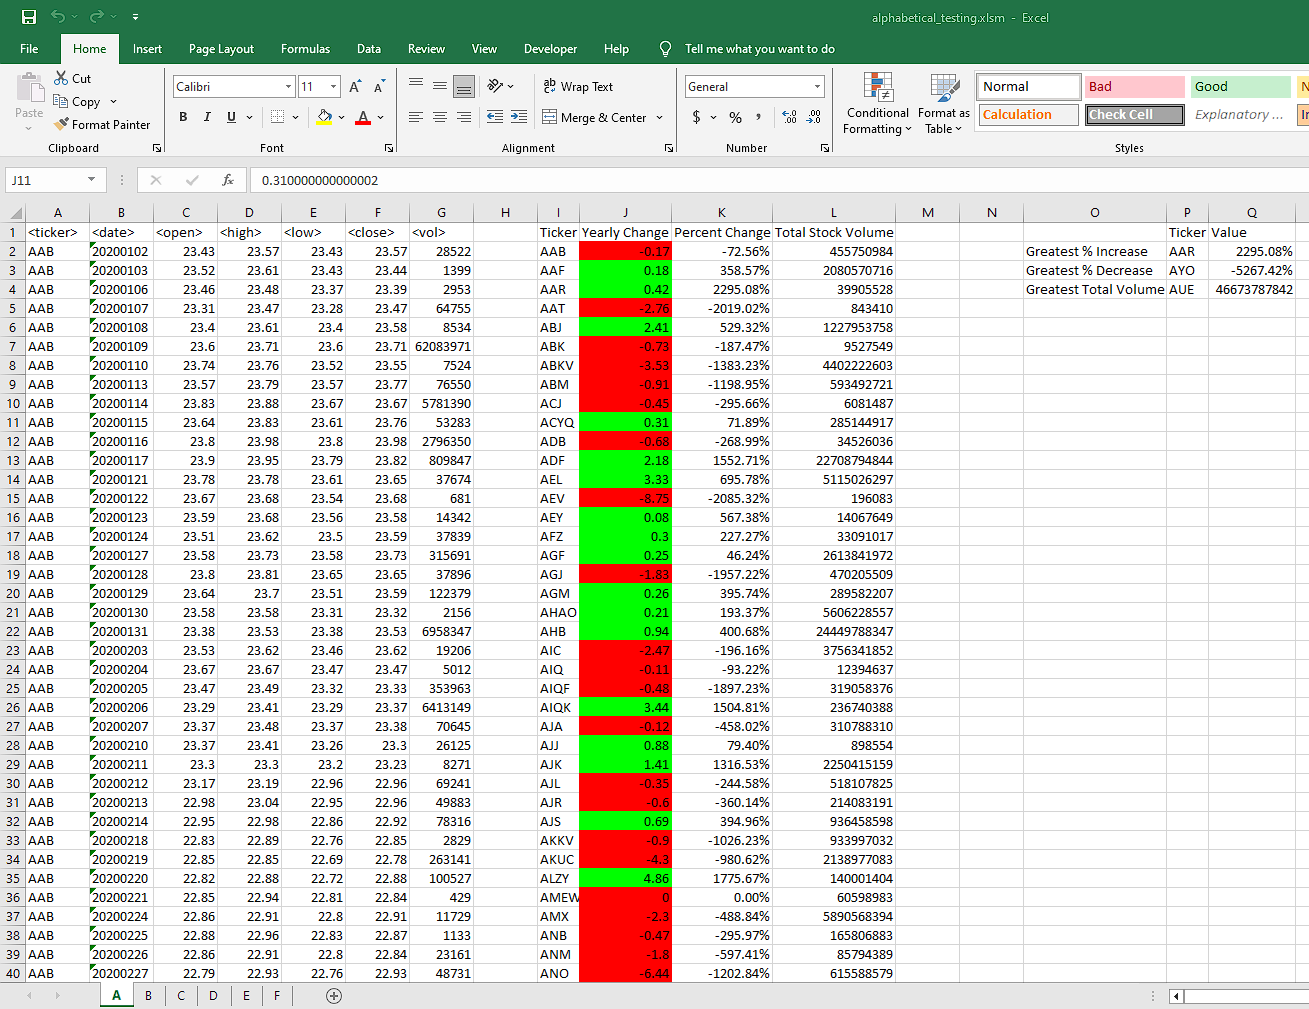 alphabetical_testing.xlsm - Excel
File Home Insert Page Layout Formulas Data Review View Developer Help Tell me what you want to do
Cut Calibri 11 Wrap Text General Normal Bad Good N
Paste Copy Conditional Format as Calculation Check Cell Explanatory ... In
Format Painter B I U A Merge & Center $ % , Formatting Table
Clipboard Font Alignment Number Styles
J11 fx 0.310000000000002
A B C D E F G H I J K L M N O P Q
1 <ticker> <date> <open> <high> <low> <close> <vol> Ticker Yearly Change Percent Change Total Stock Volume Ticker Value
2 AAB 20200102 23.43 23.57 23.43 23.57 28522 AAB -0.17 -72.56% 455750984 Greatest % Increase AAR 2295.08%
3 AAB 20200103 23.52 23.61 23.43 23.44 1399 AAF 0.18 358.57% 2080570716 Greatest % Decrease AYO -5267.42%
4 AAB 20200106 23.46 23.48 23.37 23.39 2953 AAR 0.42 2295.08% 39905528 Greatest Total Volume AUE 46673787842
5 AAB 20200107 23.31 23.47 23.28 23.47 64755 AAT -2.76 -2019.02% 843410
6 AAB 20200108 23.4 23.61 23.4 23.58 8534 ABJ 2.41 529.32% 1227953758
7 AAB 20200109 23.6 23.71 23.6 23.71 62083971 ABK -0.73 -187.47% 9527549
8 AAB 20200110 23.74 23.76 23.52 23.55 7524 ABKV -3.53 -1383.23% 4402222603
9 AAB 20200113 23.57 23.79 23.57 23.77 76550 ABM -0.91 -1198.95% 593492721
10 AAB 20200114 23.83 23.88 23.67 23.67 5781390 ACJ -0.45 -295.66% 6081487
11 AAB 20200115 23.64 23.83 23.61 23.76 53283 ACYQ 0.31 71.89% 285144917
12 AAB 20200116 23.8 23.98 23.8 23.98 2796350 ADB -0.68 -268.99% 34526036
13 AAB 20200117 23.9 23.95 23.79 23.82 809847 ADF 2.18 1552.71% 22708794844
14 AAB 20200121 23.78 23.78 23.61 23.65 37674 AEL 3.33 695.78% 5115026297
15 AAB 20200122 23.67 23.68 23.54 23.68 681 AEV -8.75 -2085.32% 196083
16 AAB 20200123 23.59 23.68 23.56 23.58 14342 AEY 0.08 567.38% 14067649
17 AAB 20200124 23.51 23.62 23.5 23.59 37839 AFZ 0.3 227.27% 33091017
18 AAB 20200127 23.58 23.73 23.58 23.73 315691 AGF 0.25 46.24% 2613841972
19 AAB 20200128 23.8 23.81 23.65 23.65 37896 AGJ -1.83 -1957.22% 470205509
20 AAB 20200129 23.64 23.7 23.51 23.59 122379 AGM 0.26 395.74% 289582207
21 AAB 20200130 23.58 23.58 23.31 23.32 2156 AHAO 0.21 193.37% 5606228557
22 AAB 20200131 23.38 23.53 23.38 23.53 6958347 AHB 0.94 400.68% 24449788347
23 AAB 20200203 23.53 23.62 23.46 23.62 19206 AIC -2.47 -196.16% 3756341852
24 AAB 20200204 23.67 23.67 23.47 23.47 5012 AIQ -0.11 -93.22% 12394637
25 AAB 20200205 23.47 23.49 23.32 23.33 353963 AIQF -0.48 -1897.23% 319058376
26 AAB 20200206 23.29 23.41 23.29 23.37 6413149 AIQK 3.44 1504.81% 236740388
27 AAB 20200207 23.37 23.48 23.37 23.38 70645 AJA -0.12 -458.02% 310788310
28 AAB 20200210 23.37 23.41 23.26 23.3 26125 AJJ 0.88 79.40% 898554
29 AAB 20200211 23.3 23.3 23.2 23.23 8271 AJK 1.41 1316.53% 2250415159
30 AAB 20200212 23.17 23.19 22.96 22.96 69241 AJL -0.35 -244.58% 518107825
31 AAB 20200213 22.98 23.04 22.95 22.96 49883 AJR -0.6 -360.14% 214083191
32 AAB 20200214 22.95 22.98 22.86 22.92 78316 AJS 0.69 394.96% 936458598
33 AAB 20200218 22.83 22.89 22.76 22.85 2829 AKKV -0.9 -1026.23% 933997032
34 AAB 20200219 22.85 22.85 22.69 22.78 263141 AKUC -4.3 -980.62% 2138977083
35 AAB 20200220 22.82 22.88 22.72 22.88 100527 ALZY 4.86 1775.67% 140001404
36 AAB 20200221 22.85 22.94 22.81 22.84 429 AMEW 0 0.00% 60598983
37 AAB 20200224 22.86 22.91 22.8 22.91 11729 AMX -2.3 -488.84% 5890568394
38 AAB 20200225 22.88 22.96 22.83 22.87 1133 ANB -0.47 -295.97% 165806883
39 AAB 20200226 22.86 22.91 22.8 22.84 23161 ANM -1.8 -597.41% 85794389
40 AAB 20200227 22.79 22.93 22.76 22.93 48731 ANO -6.44 -1202.84% 615588579
A B C D E F